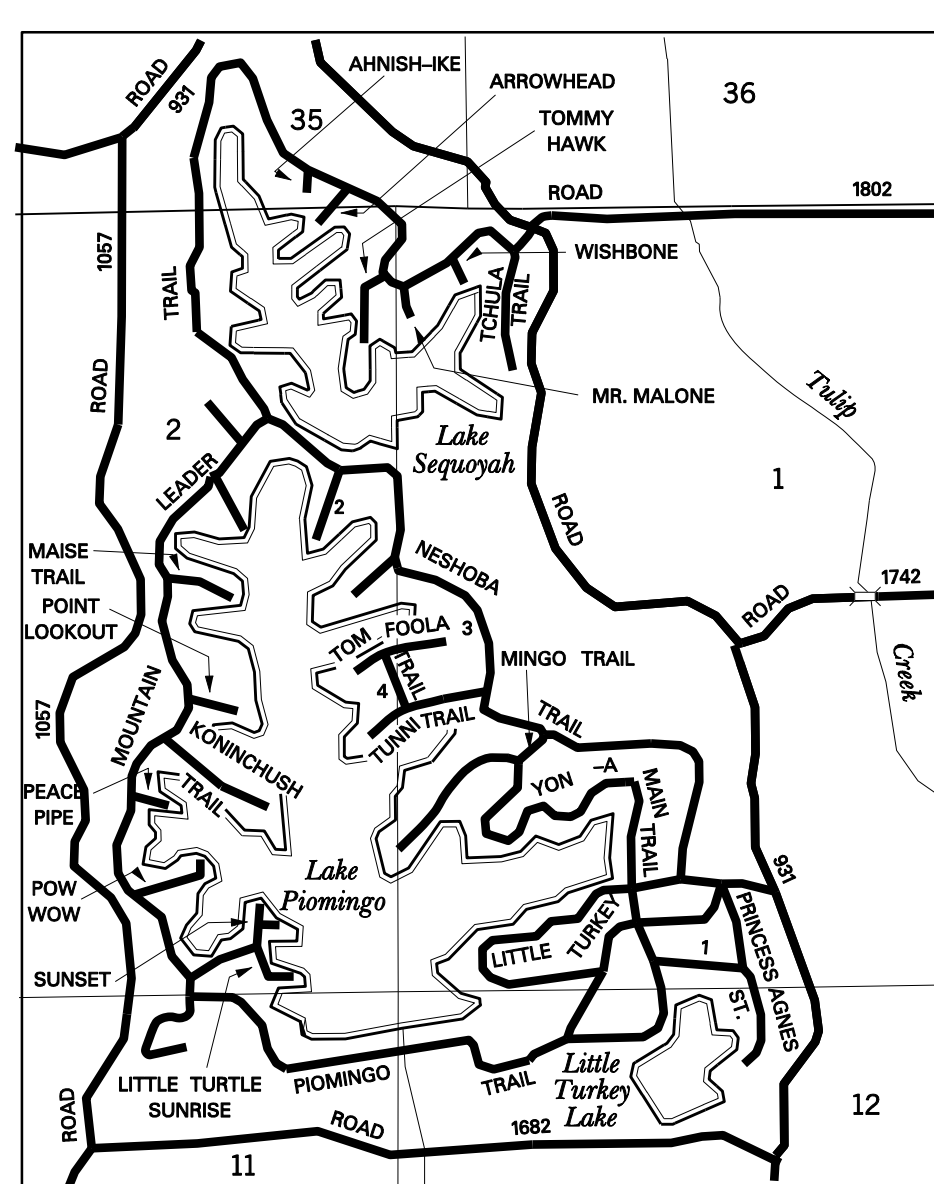 AHNISH–IKE
ROAD
931
ARROWHEAD
36
35
TOMMY
HAWK
ROAD
1802
1057
WISHBONE
TRAIL
TCHULA
TRAIL
ROAD
Tulip
MR. MALONE
2
Lake
Sequoyah
LEADER
1
2
ROAD
MAISE
TRAIL
NESHOBA
1742
POINT
LOOKOUT
ROAD
TOM FOOLA
3
TRAIL
4
MINGO TRAIL
Creek
1057
MOUNTAIN
TUNNI TRAIL
TRAIL
KONINCHUSH
TRAIL
YON –A
MAIN
TRAIL
PEACE
PIPE
Lake
Piomingo
931
POW
WOW
LITTLE TURKEY
PRINCESS AGNES
ST.
1
SUNSET
LITTLE TURTLE
SUNRISE
PIOMINGO
TRAIL
Little
Turkey
Lake
ROAD
ROAD
1682
12
11